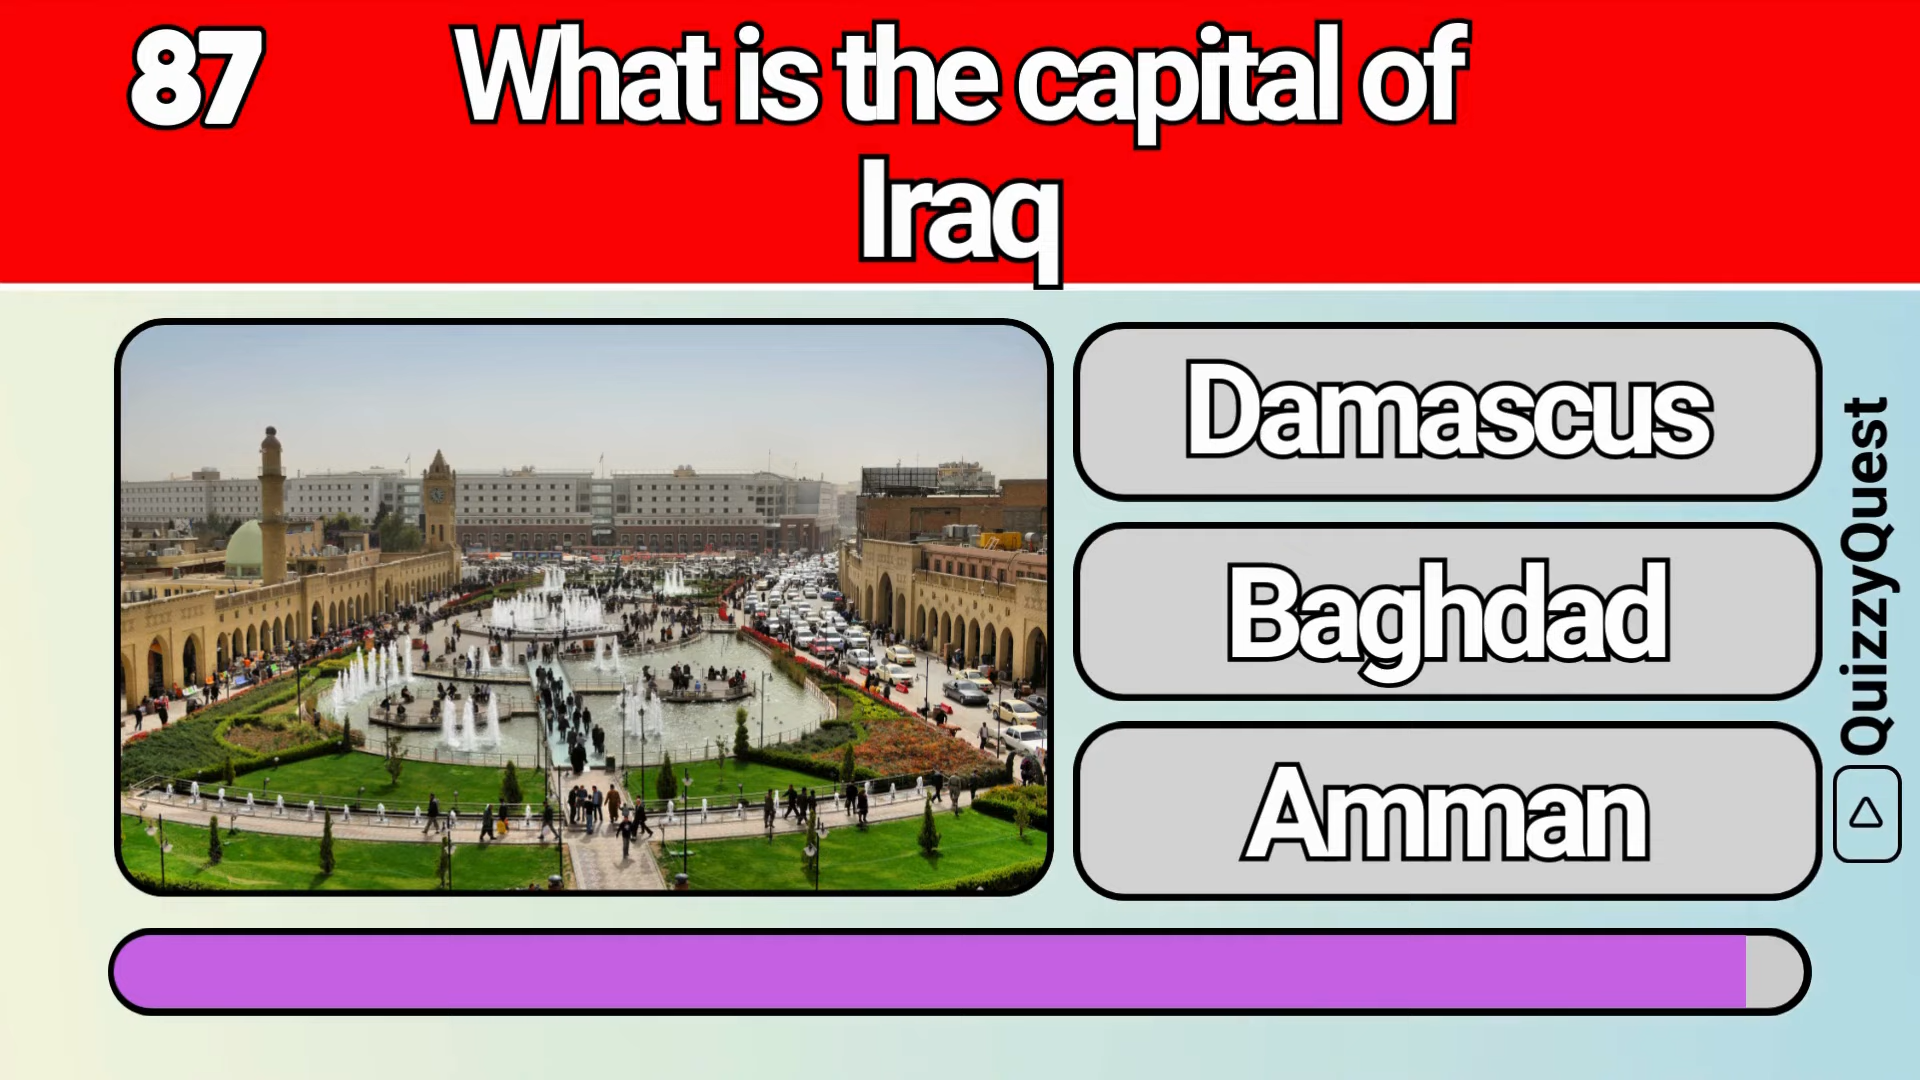 87
What is the capital of
Iraq
Damascus
Baghdad
Amman
QuizzyQuest